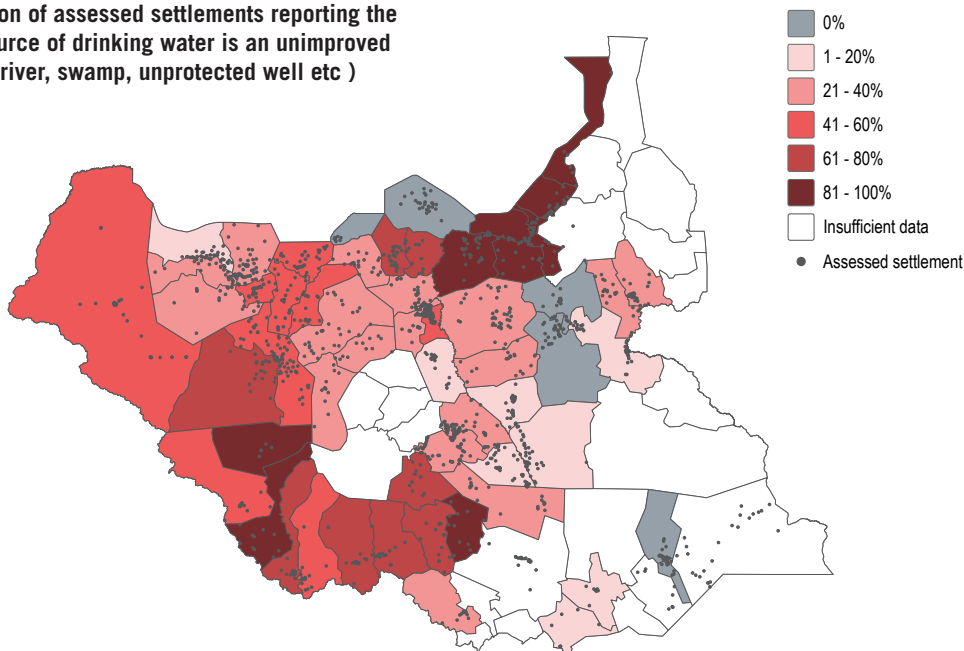 ion of assessed settlements reporting the
urce of drinking water is an unimproved
river, swamp, unprotected well etc )
0%
1 - 20%
21 - 40%
41 - 60%
61 - 80%
81 - 100%
Insufficient data
Assessed settlement